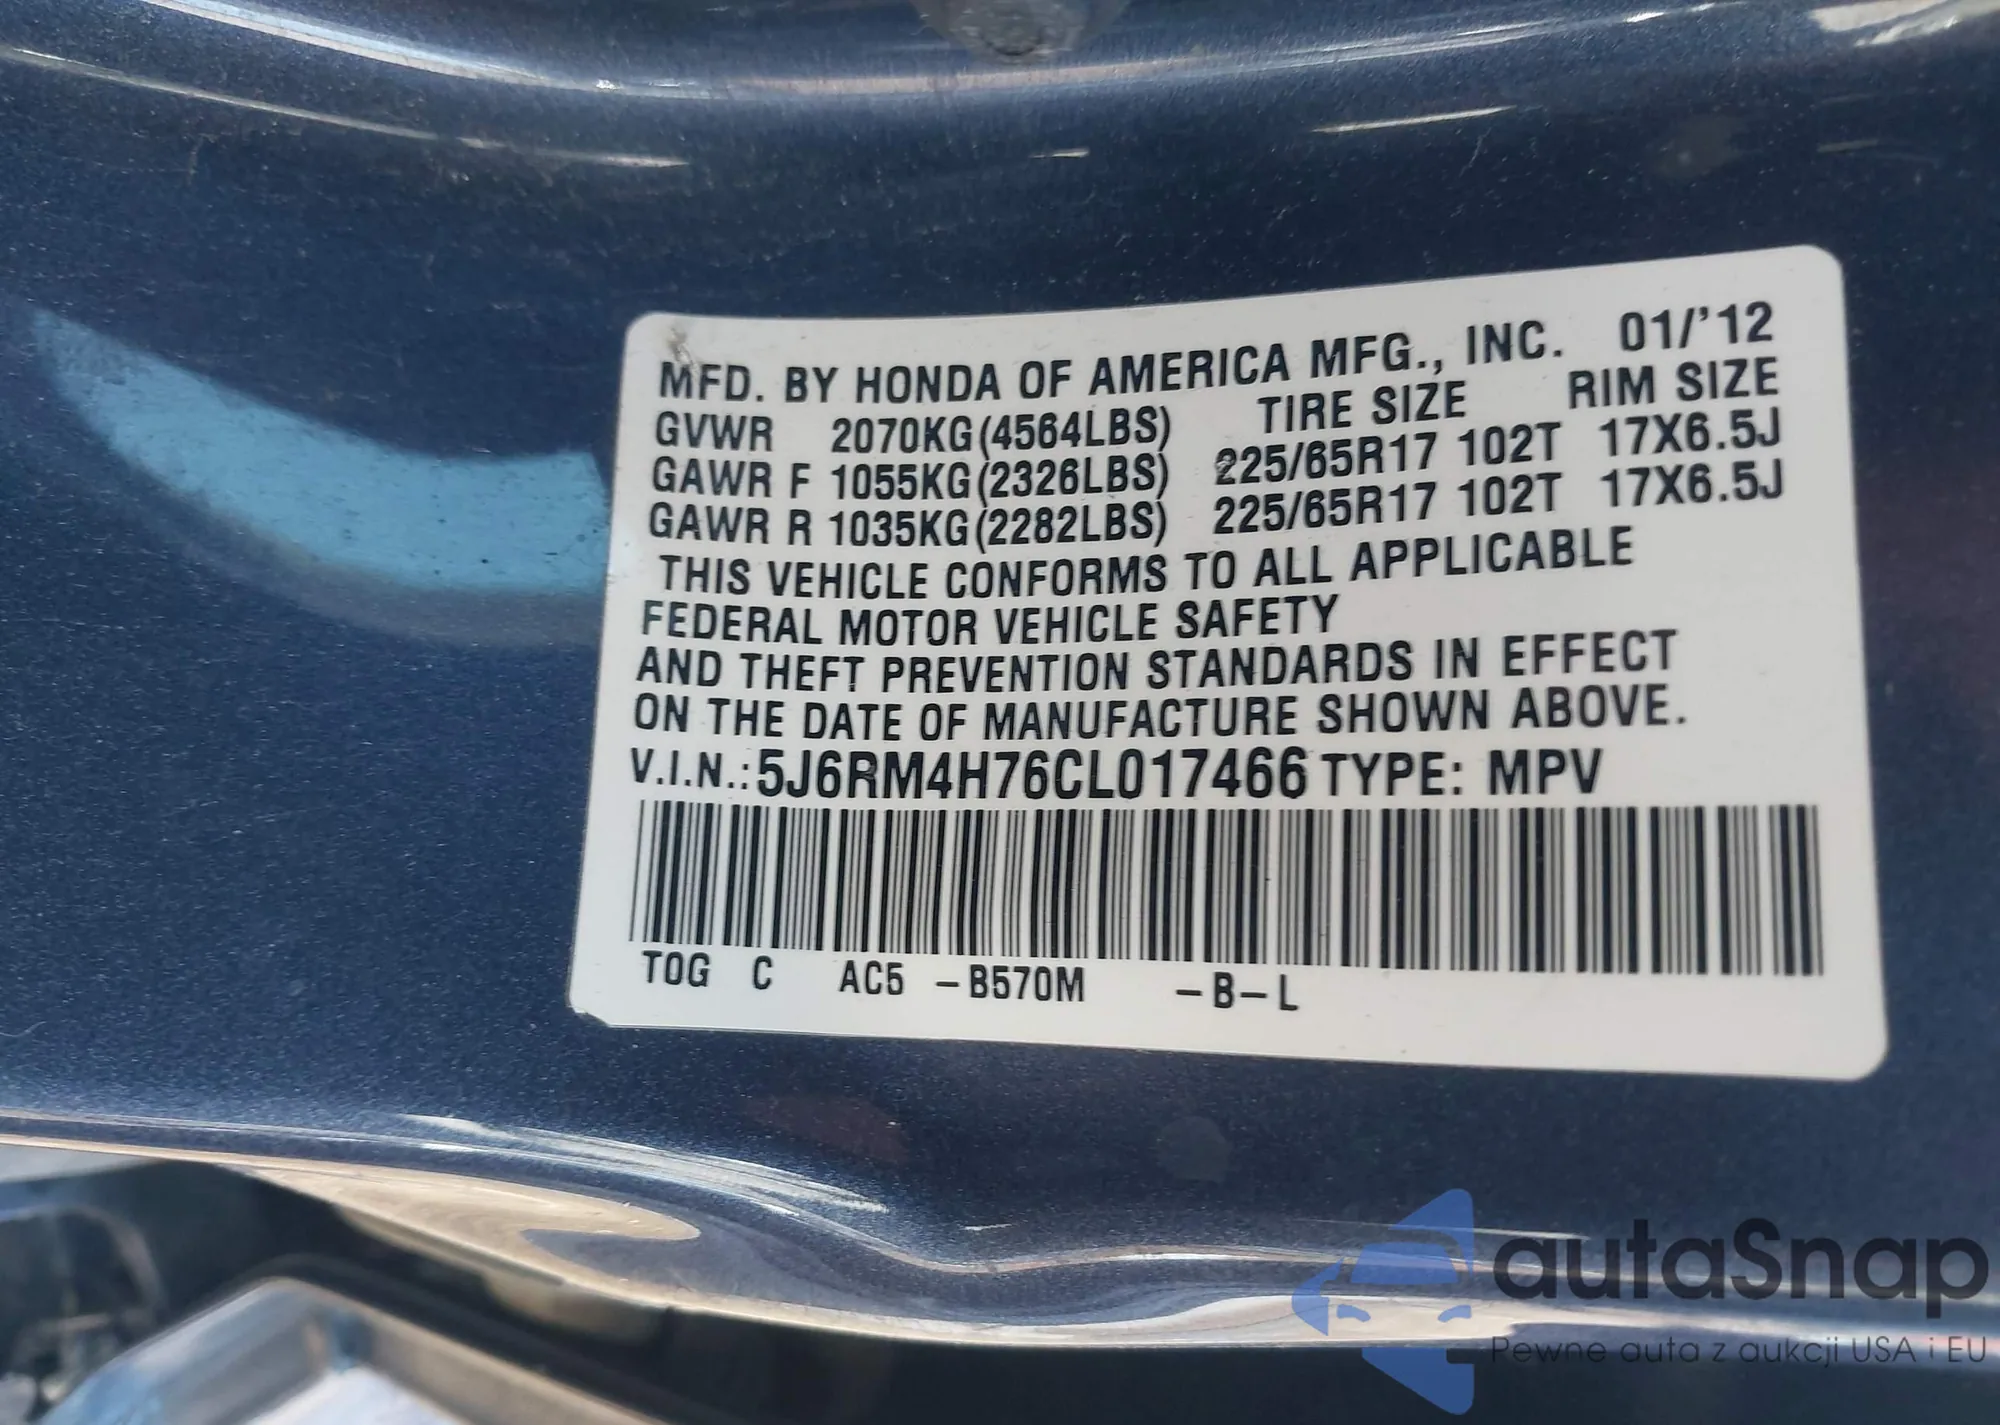 MFD. BY HONDA OF AMERICA MFG., INC. 01/'12
GVWR 2070KG(4564LBS) TIRE SIZE RIM SIZE
GAWR F 1055KG(2326LBS) 225/65R17 102T 17X6.5J
GAWR R 1035KG(2282LBS) 225/65R17 102T 17X6.5J
THIS VEHICLE CONFORMS TO ALL APPLICABLE
FEDERAL MOTOR VEHICLE SAFETY
AND THEFT PREVENTION STANDARDS IN EFFECT
ON THE DATE OF MANUFACTURE SHOWN ABOVE.
V.I.N.:5J6RM4H76CL017466 TYPE: MPV
TOG C AC5 -B570M -B-L
autaSnap
Pewne auta z aukcji USA i EU